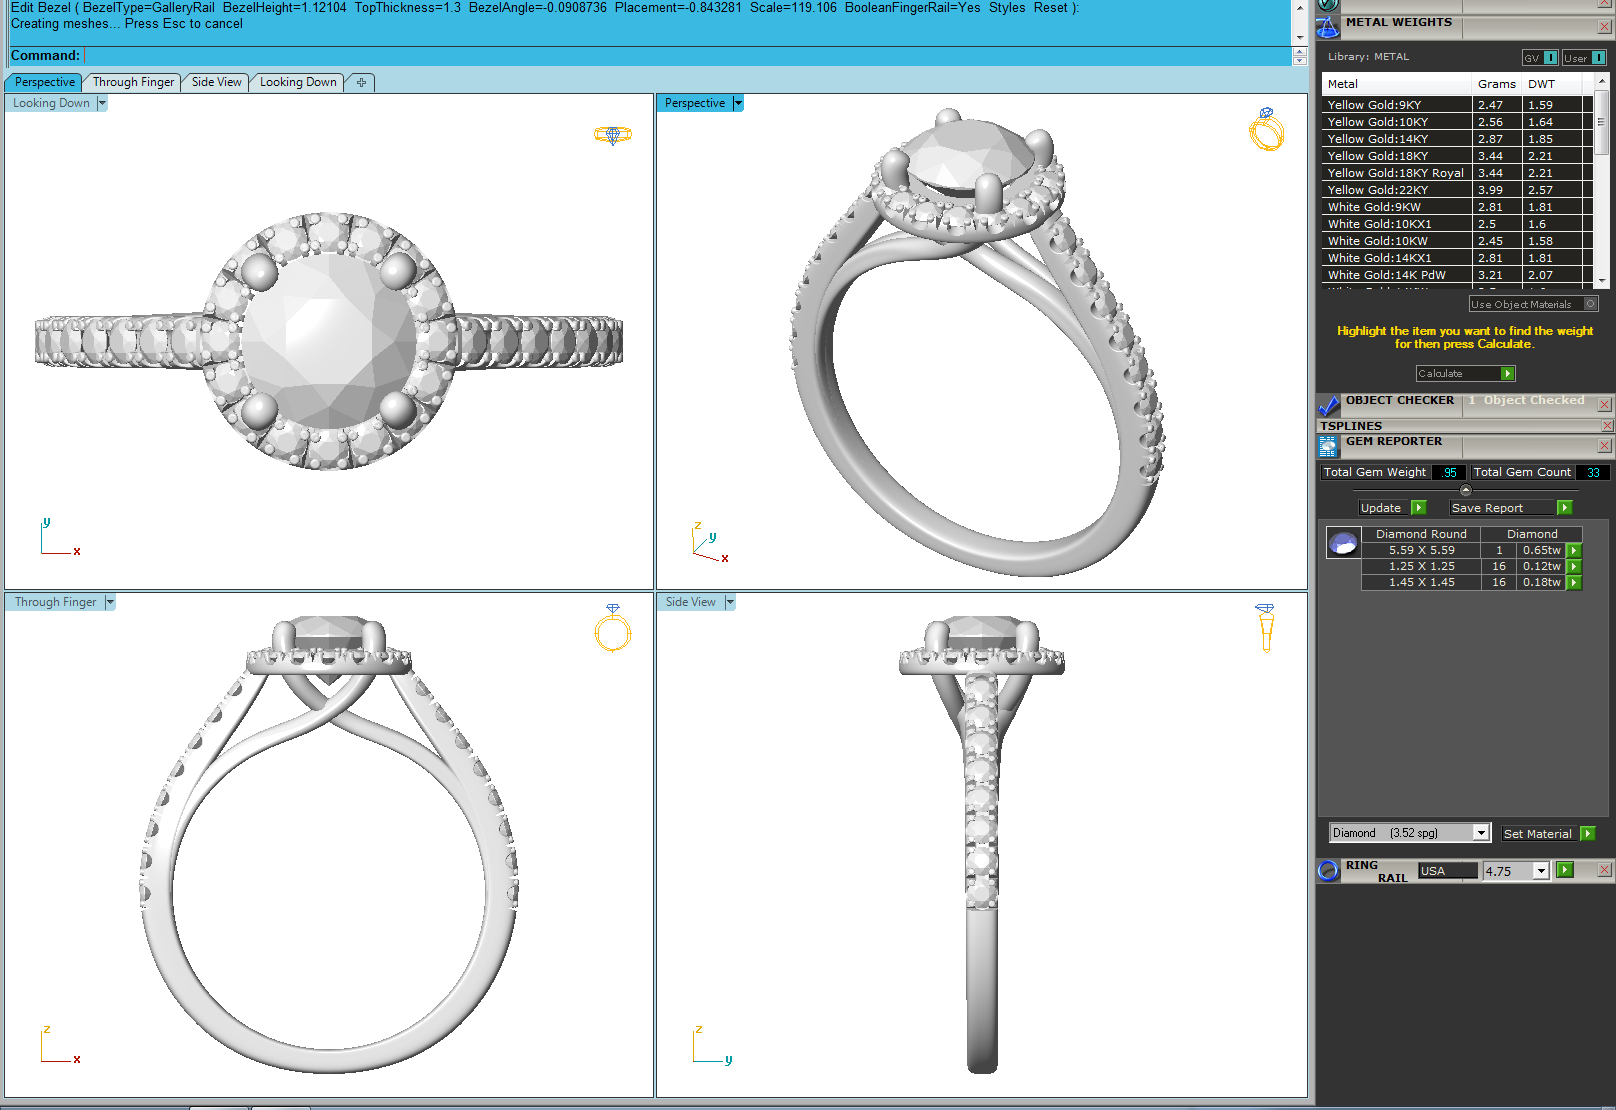 Edit Bezel ( BezelType=GalleryRail BezelHeight=1.12104 TopThickness=1.3 BezelAngle=-0.0908736 Placement=-0.843281 Scale=119.106 BooleanFingerRail=Yes Styles Reset ):
Creating meshes... Press Esc to cancel
Command:
Perspective Through Finger Side View Looking Down
Looking Down
y
x
Perspective
z
y
x
Through Finger
z
x
Side View
z
y
METAL WEIGHTS
Library: METAL GV I User I
Metal Grams DWT
Yellow Gold:9KY 2.47 1.59
Yellow Gold:10KY 2.56 1.64
Yellow Gold:14KY 2.87 1.85
Yellow Gold:18KY 3.44 2.21
Yellow Gold:18KY Royal 3.44 2.21
Yellow Gold:22KY 3.99 2.57
White Gold:9KW 2.81 1.81
White Gold:10KX1 2.5 1.6
White Gold:10KW 2.45 1.58
White Gold:14KX1 2.81 1.81
White Gold:14K PdW 3.21 2.07
Use Object Materials
Highlight the item you want to find the weight
for then press Calculate.
Calculate
OBJECT CHECKER 1 Object Checked
TSPLINES
GEM REPORTER
Total Gem Weight .95 Total Gem Count 33
Update Save Report
Diamond Round Diamond
5.59 X 5.59 1 0.65tw
1.25 X 1.25 16 0.12tw
1.45 X 1.45 16 0.18tw
Diamond (3.52 spg) Set Material
RING
RAIL USA 4.75